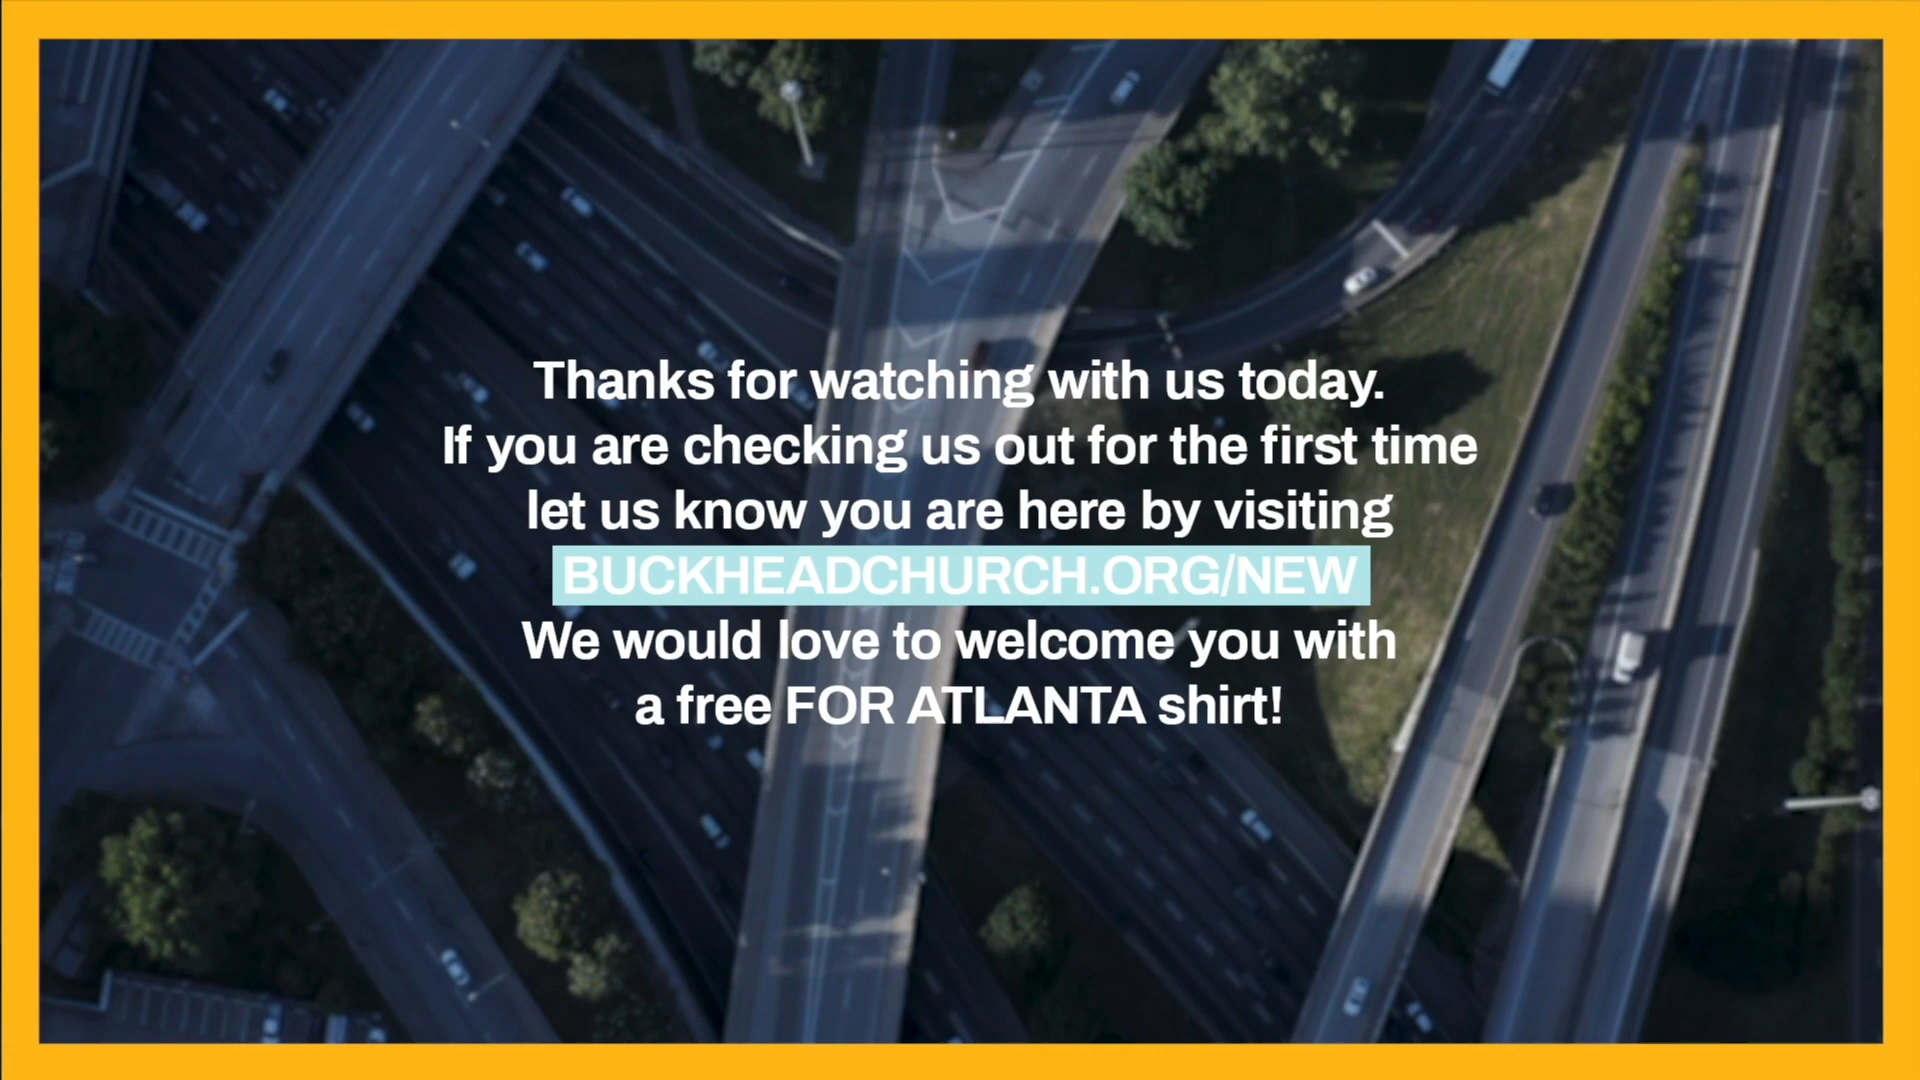 Thanks for watching with us today.
If you are checking us out for the first time
let us know you are here by visiting
BUCKHEADCHURCH.ORG/NEW
We would love to welcome you with
a free FOR ATLANTA shirt!